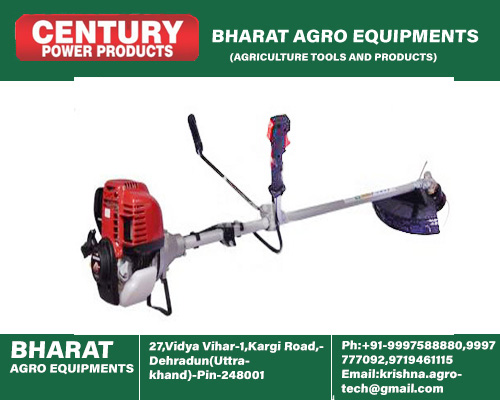 CENTURY
POWER PRODUCTS
BHARAT AGRO EQUIPMENTS
(AGRICULTURE TOOLS AND PRODUCTS)
BHARAT
AGRO EQUIPMENTS
27,Vidya Vihar-1,Kargi Road,-
Dehradun(Uttra-
khand)-Pin-248001
Ph:+91-9997588880,9997
777092,9719461115
Email:krishna.agro-
tech@gmail.com